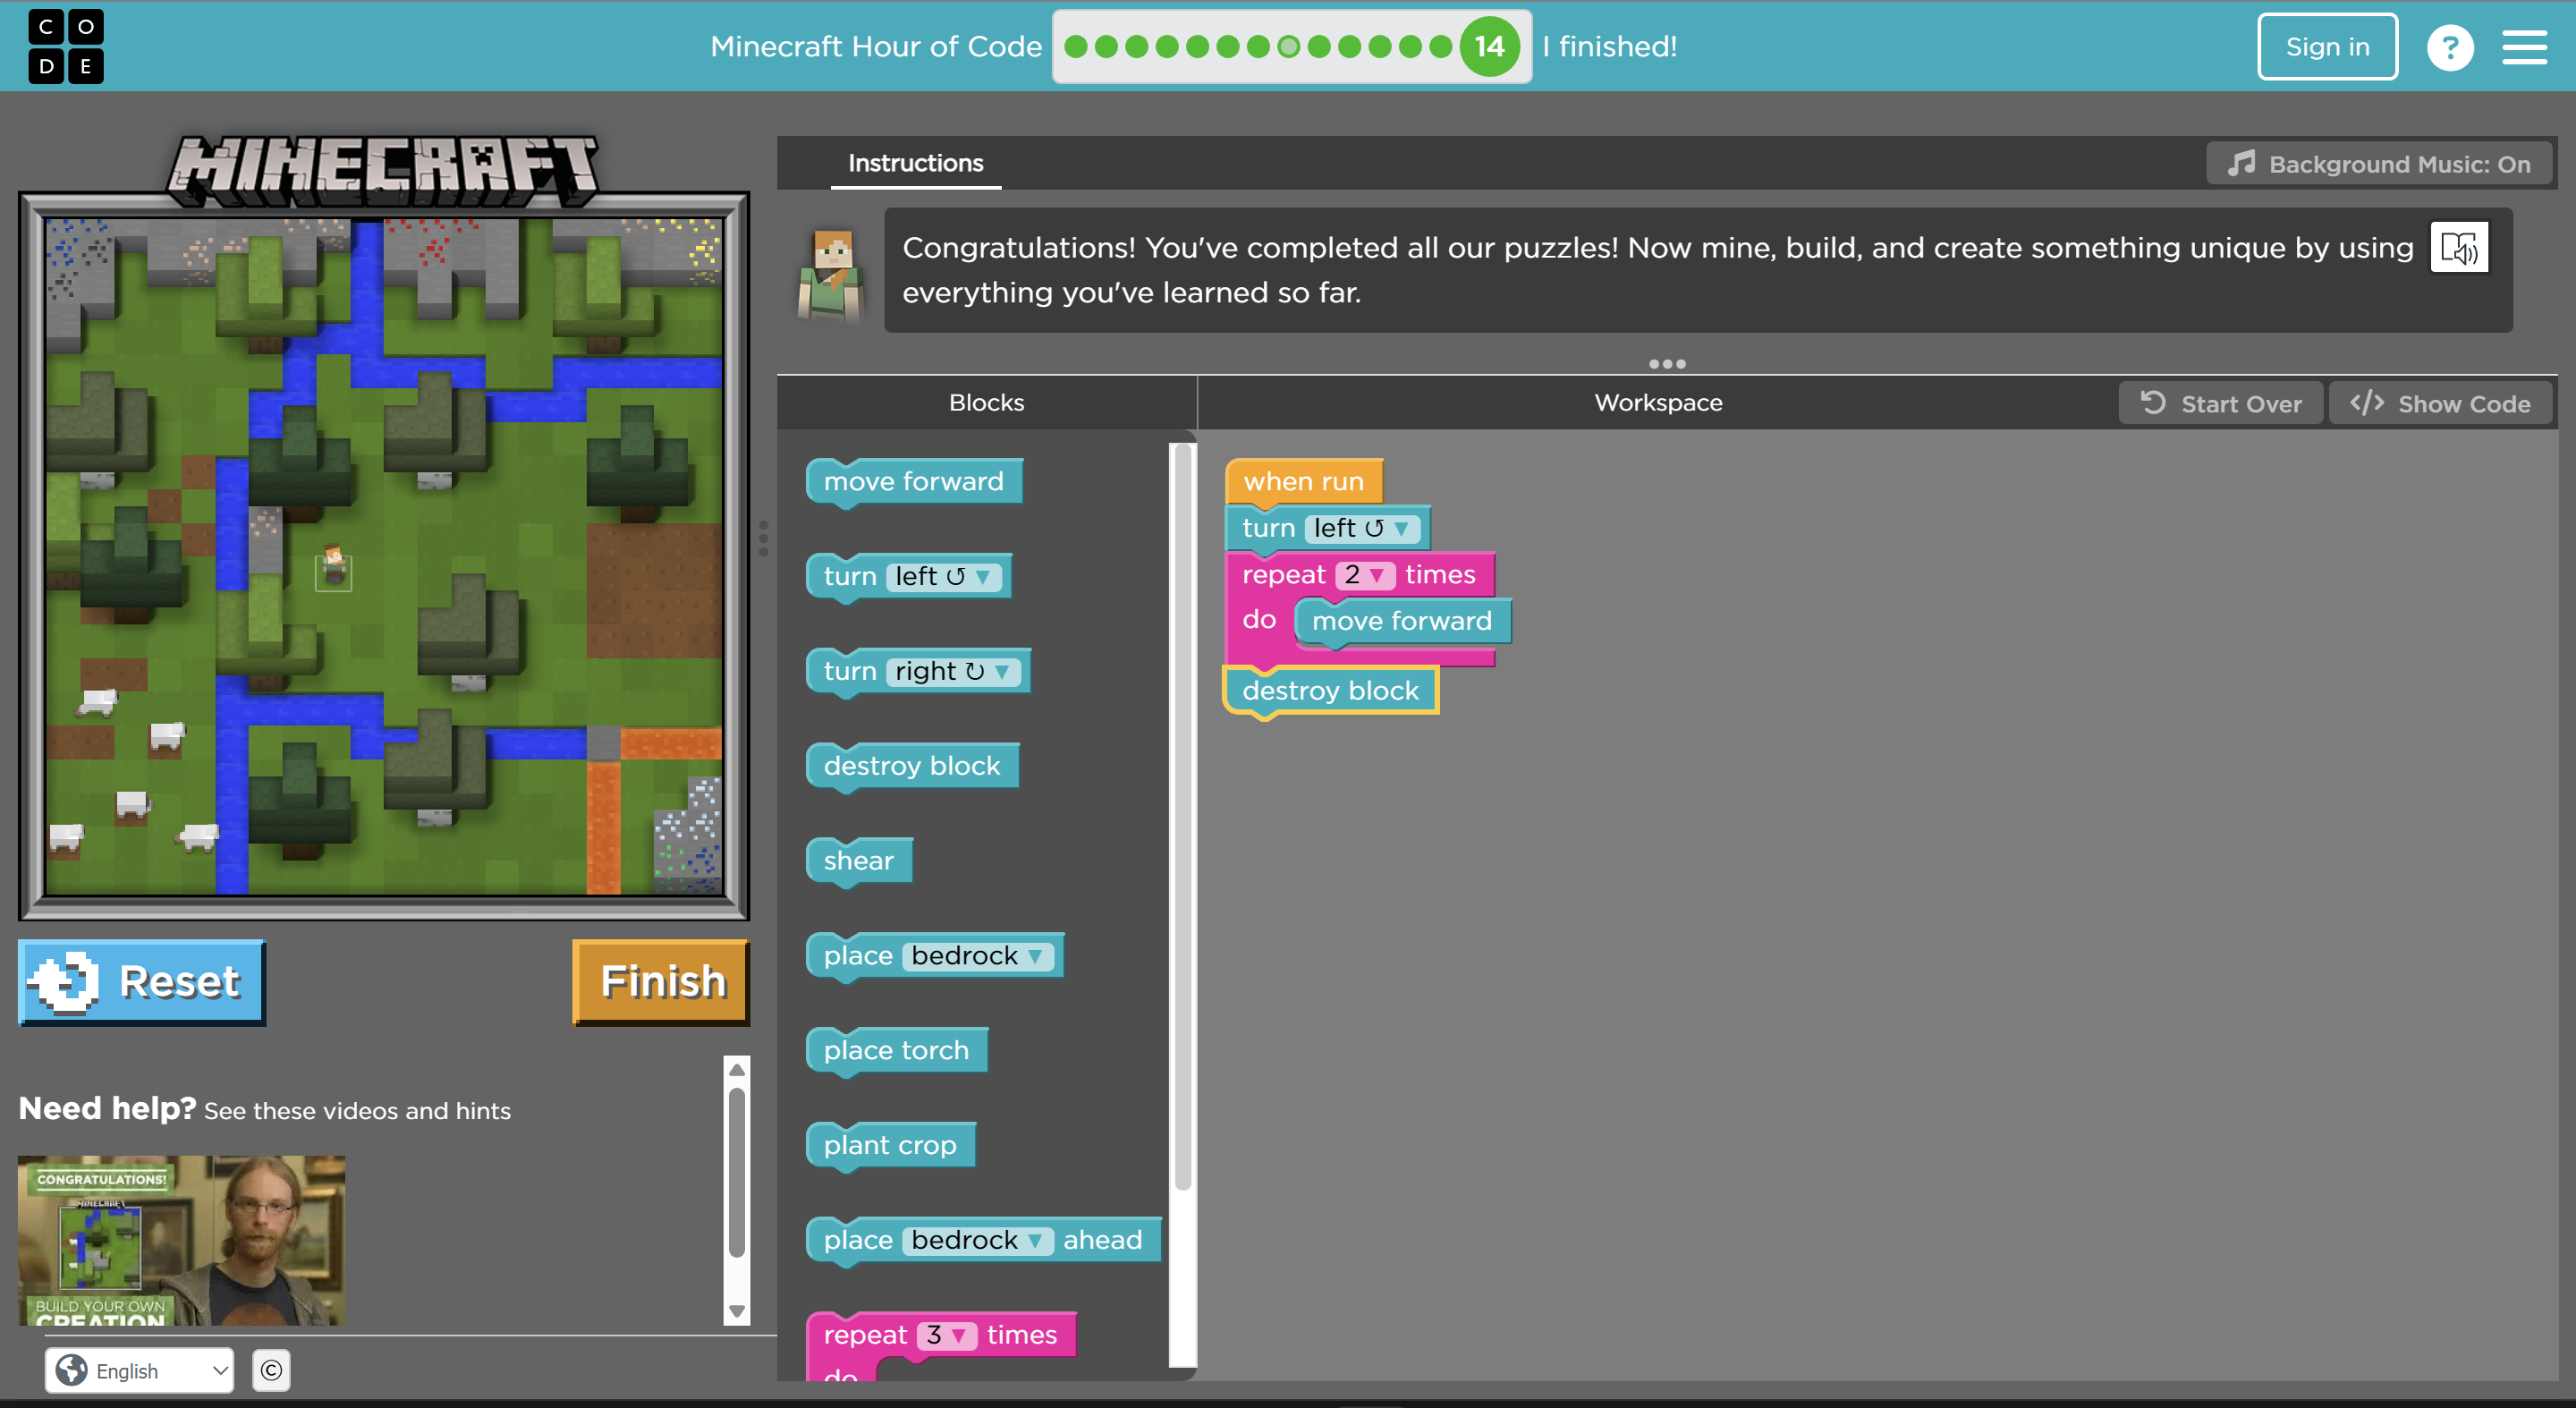 CODE
Minecraft Hour of Code
14
I finished!
Sign in
?
MINECRAFT
Instructions
Background Music: On
Congratulations! You've completed all our puzzles! Now mine, build, and create something unique by using
everything you've learned so far.
Blocks
Workspace
Start Over
</> Show Code
move forward
turn left ↺ ▼
turn right ↻ ▼
destroy block
shear
place bedrock ▼
place torch
plant crop
place bedrock ▼ ahead
repeat 3 ▼ times
do
when run
turn left ↺ ▼
repeat 2 ▼ times
do move forward
destroy block
Reset
Finish
Need help? See these videos and hints
CONGRATULATIONS!
MINECRAFT
BUILD YOUR OWN
CREATION
English
©